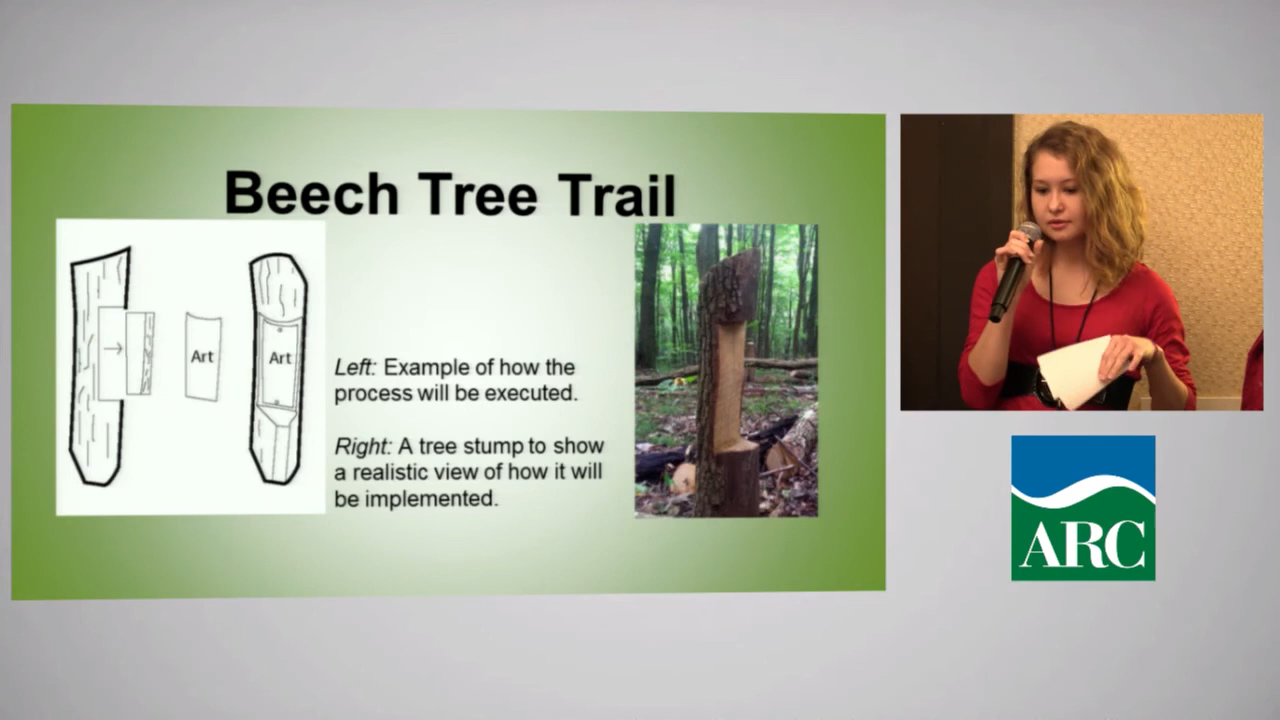 Beech Tree Trail
Art
Art
Left: Example of how the
process will be executed.
Right: A tree stump to show
a realistic view of how it will
be implemented.
ARC